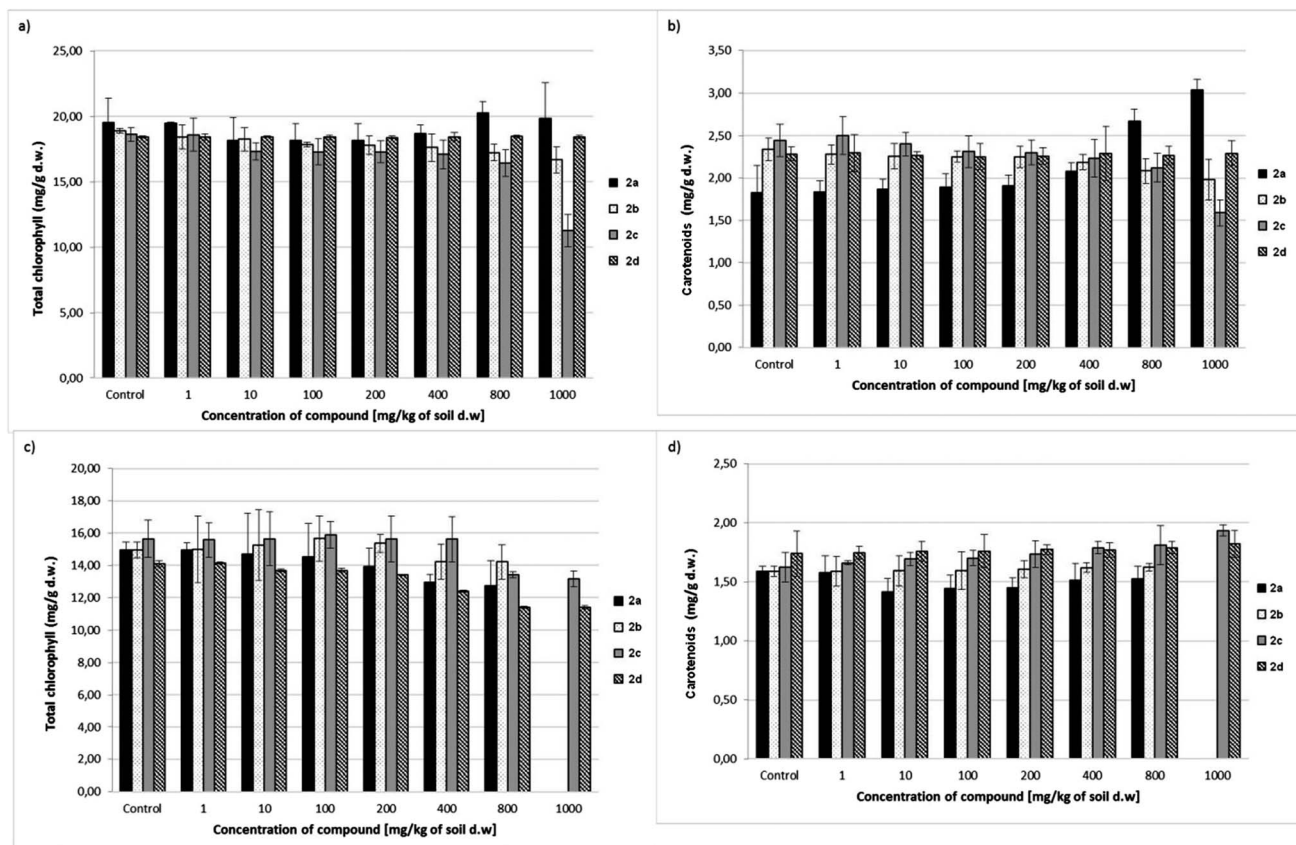 a)
25,00
20,00
15,00
10,00
5,00
0,00
Total chlorophyll (mg/g d.w.)
Control 1 10 100 200 400 800 1000
Concentration of compound [mg/kg of soil d.w]
2a
2b
2c
2d
b)
3,50
3,00
2,50
2,00
1,50
1,00
0,50
0,00
Carotenoids (mg/g d.w.)
Control 1 10 100 200 400 800 1000
Concentration of compound [mg/kg of soil d.w]
2a
2b
2c
2d
c)
20,00
18,00
16,00
14,00
12,00
10,00
8,00
6,00
4,00
2,00
0,00
Total chlorophyll (mg/g d.w.)
Control 1 10 100 200 400 800 1000
Concentration of compound [mg/kg of soil d.w]
2a
2b
2c
2d
d)
2,50
2,00
1,50
1,00
0,50
0,00
Carotenoids (mg/g d.w.)
Control 1 10 100 200 400 800 1000
Concentration of compound [mg/kg of soil d.w]
2a
2b
2c
2d